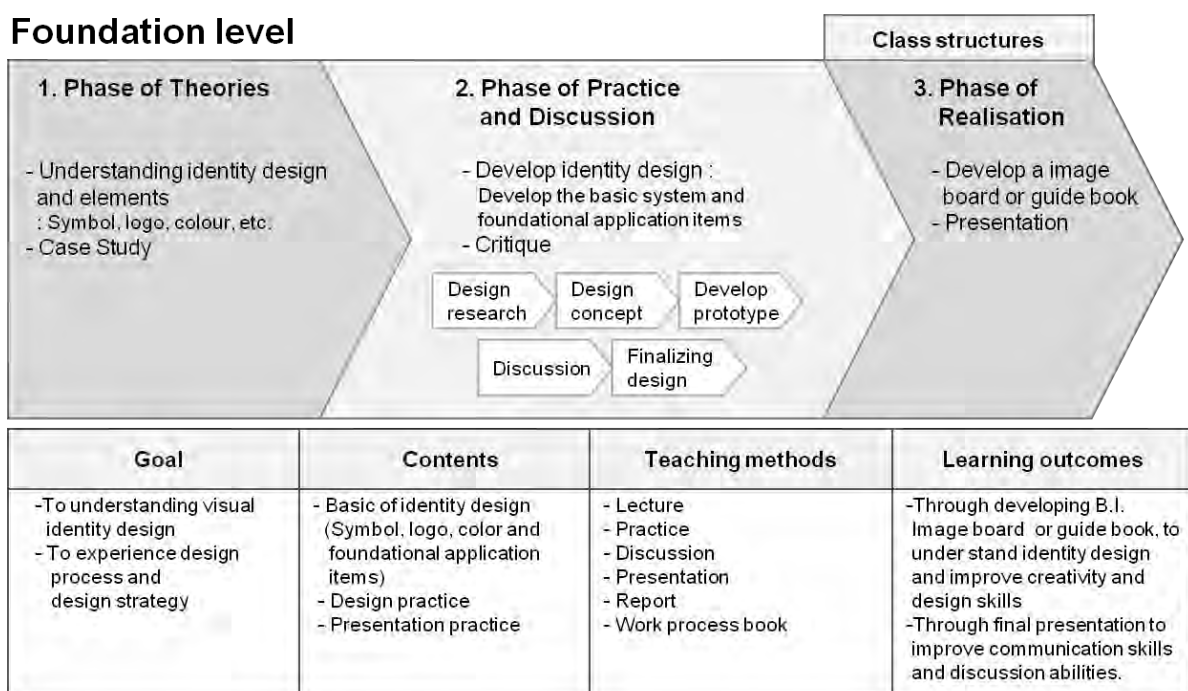 Foundation level
Class structures
1. Phase of Theories
- Understanding identity design
and elements
: Symbol, logo, colour, etc:
- Case Study
2. Phase of Practice
and Discussion
- Develop identity design :
Develop the basic system and
foundational application items
- Critique
Design
research
Design
concept
Develop
prototype
Discussion
Finalizing
design
3. Phase of
Realisation
- Develop a image
board or guide book
- Presentation
Goal
-To understanding visual
identity design
- To experience design
process and
design strategy
Contents
- Basic of identity design
(Symbol, logo, color and
foundational application
items)
- Design practice
- Presentation practice
Teaching methods
- Lecture
- Practice
- Discussion
- Presentation
- Report
- Work process book
Learning outcomes
-Through developing B.I.
Image board or guide book, to
under stand identity design
and improve creativity and
design skills
-Through final presentation to
improve communication skills
and discussion abilities.